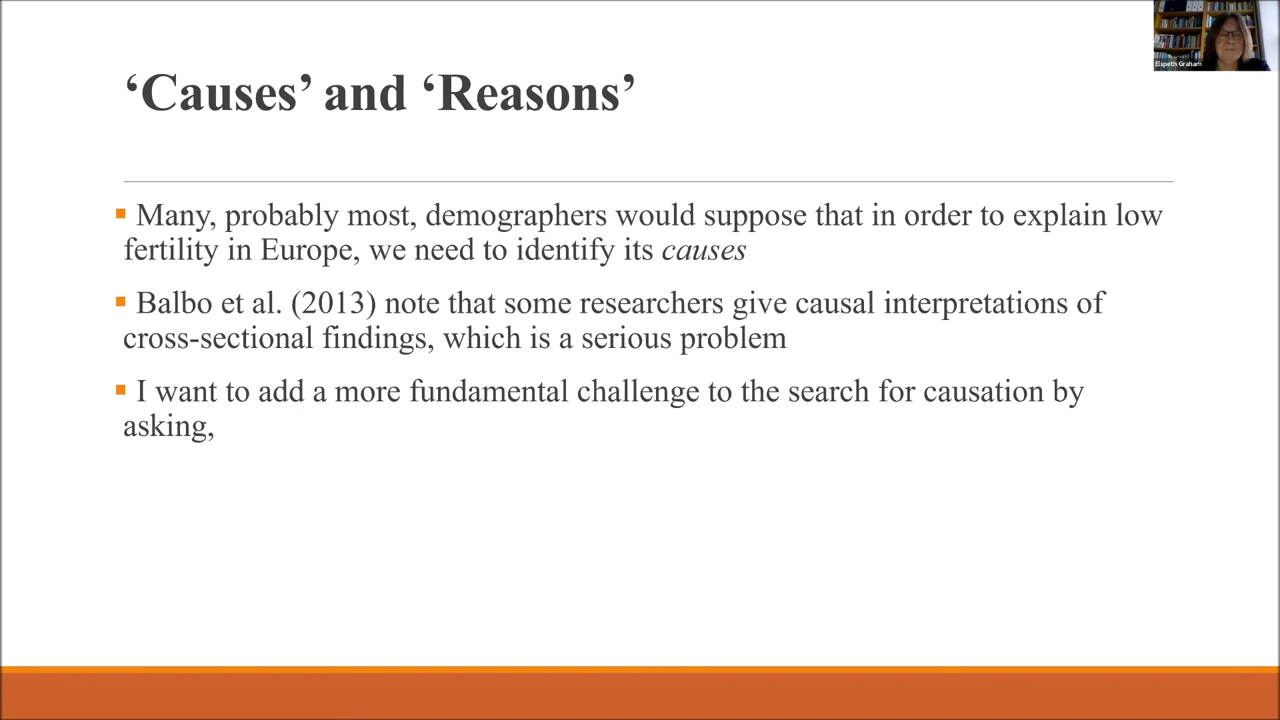 Elspeth Graham
‘Causes’ and ‘Reasons’
Many, probably most, demographers would suppose that in order to explain low
fertility in Europe, we need to identify its causes
Balbo et al. (2013) note that some researchers give causal interpretations of
cross-sectional findings, which is a serious problem
I want to add a more fundamental challenge to the search for causation by
asking,